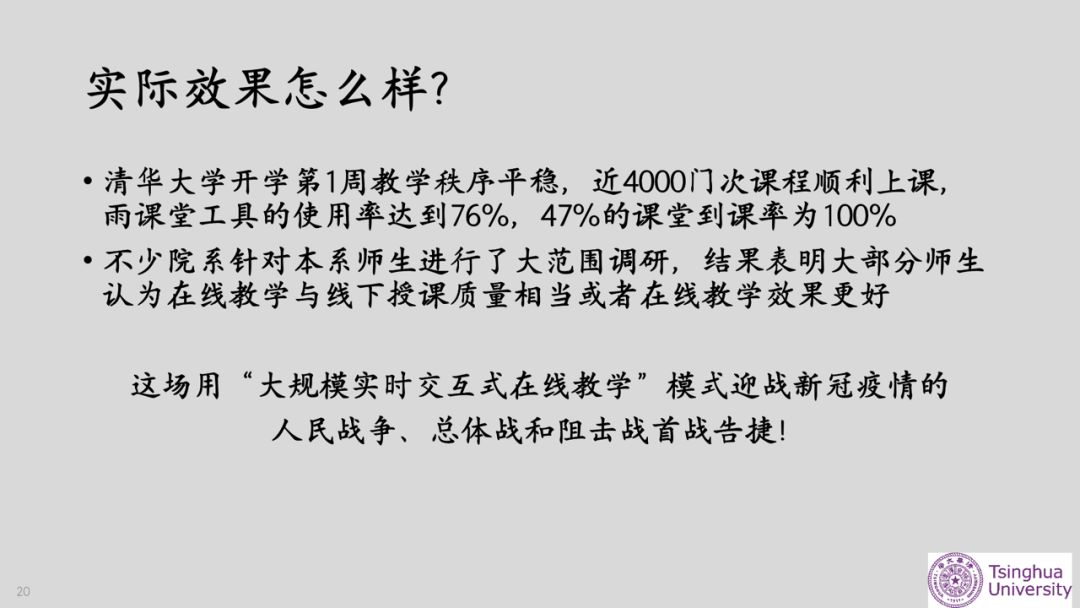 实际效果怎么样?
• 清华大学开学第1周教学秩序平稳，近4000门次课程顺利上课，
雨课堂工具的使用率达到76%，47%的课堂到课率为100%
• 不少院系针对本系师生进行了大范围调研，结果表明大部分师生
认为在线教学与线下授课质量相当或者在线教学效果更好
这场用“大规模实时交互式在线教学”模式迎战新冠疫情的
人民战争、总体战和阻击战首战告捷!
20
Tsinghua
University